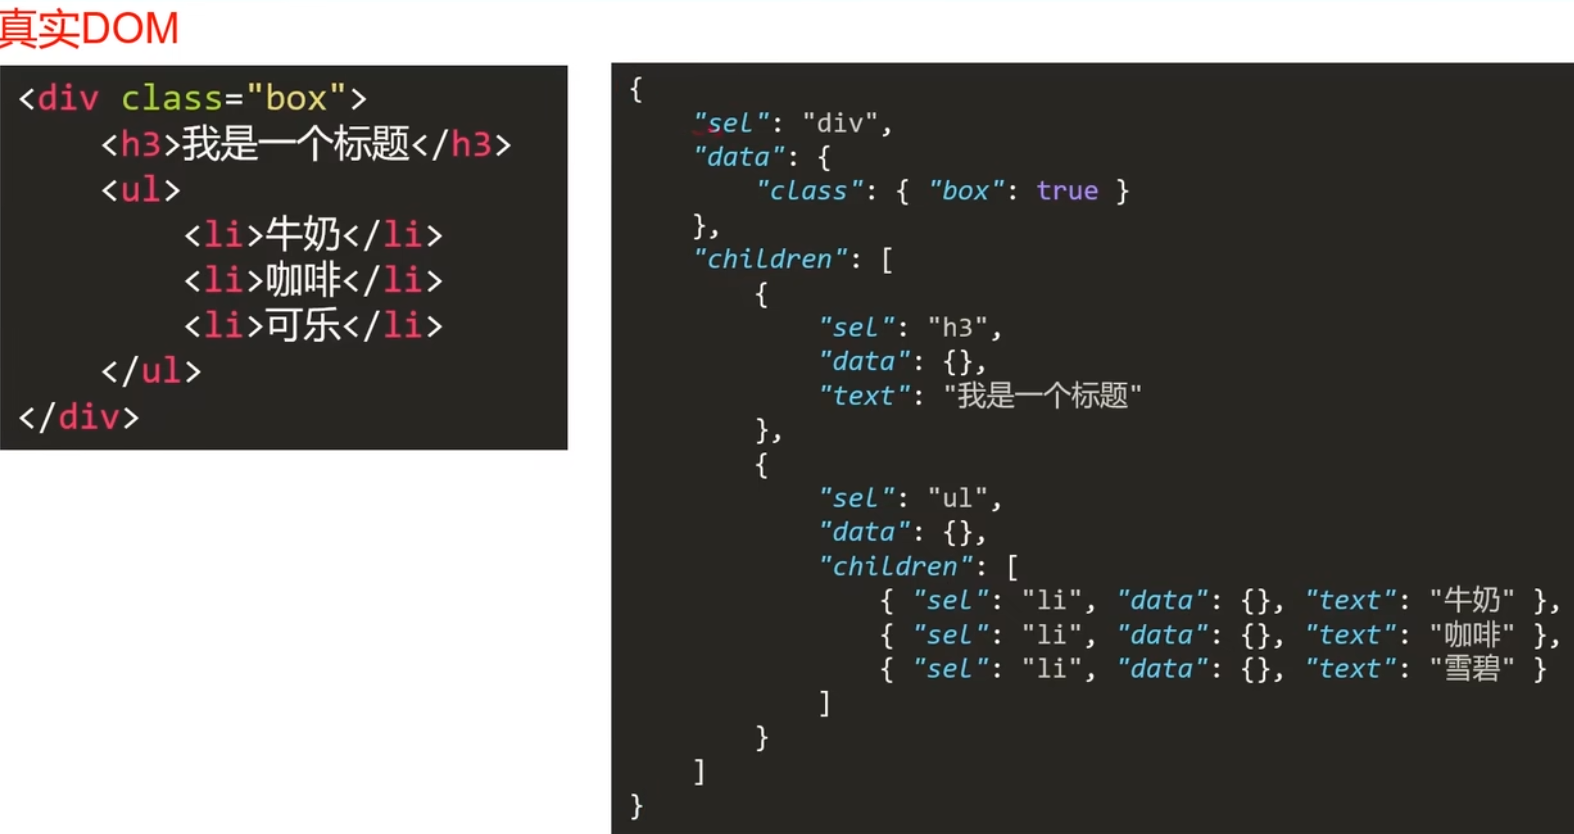 真实DOM
<div class="box">
<h3>我是一个标题</h3>
<ul>
<li>牛奶</li>
<li>咖啡</li>
<li>可乐</li>
</ul>
</div>
{
"sel": "div",
"data": {
"class": { "box": true }
},
"children": [
{
"sel": "h3",
"data": {},
"text": "我是一个标题"
},
{
"sel": "ul",
"data": {},
"children": [
{ "sel": "li", "data": {}, "text": "牛奶" },
{ "sel": "li", "data": {}, "text": "咖啡" },
{ "sel": "li", "data": {}, "text": "雪碧" }
]
}
]
}